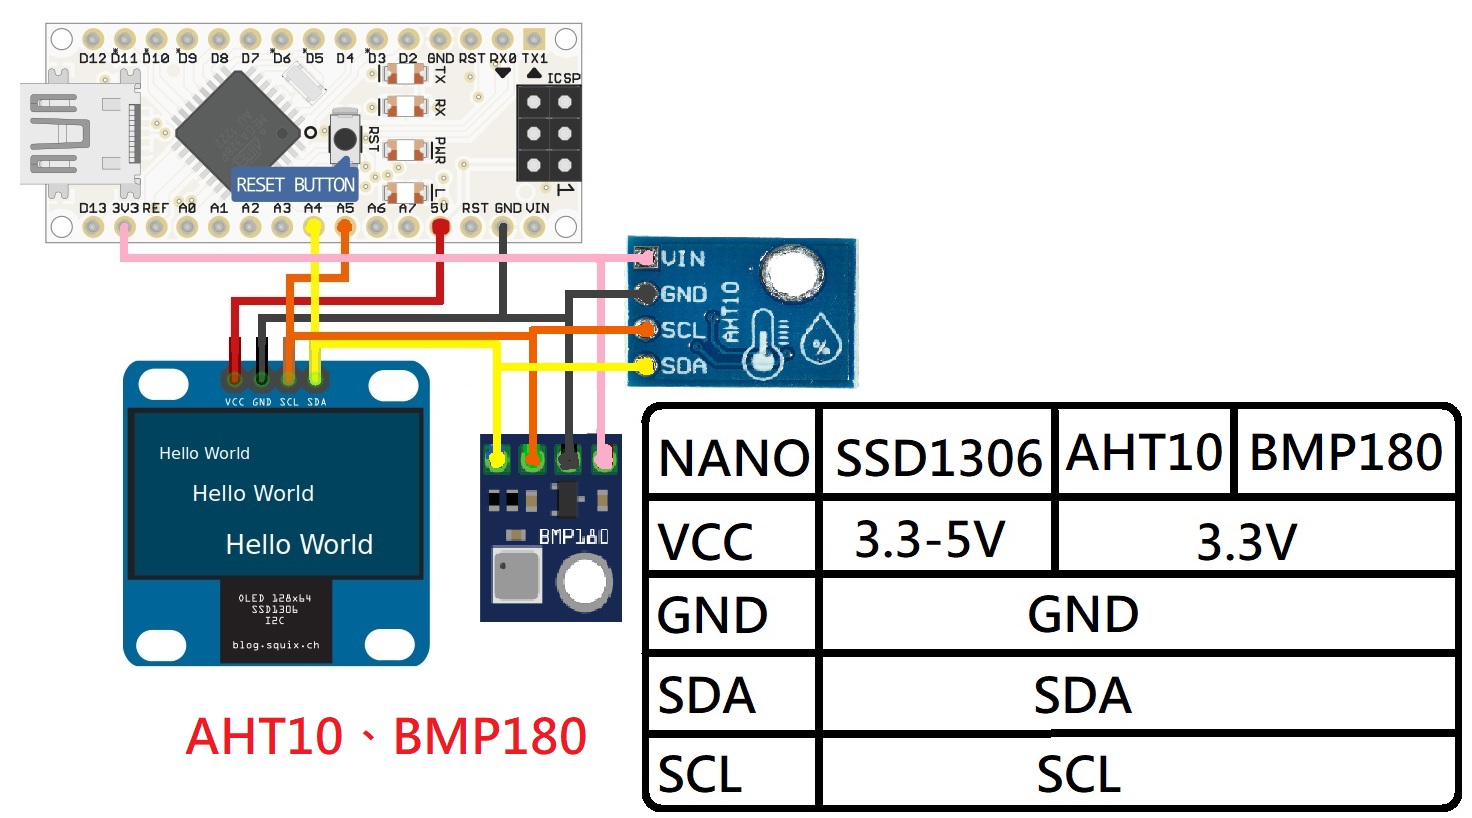 D12 D11 D10 D9 D8 D7 D6 D5 D4 D3 D2 GND RST RX0 TX1
ICSP
TX
RX
RST
PWR
L
1
RESET BUTTON
D13 3V3 REF A0 A1 A2 A3 A4 A5 A6 A7 5V RST GND VIN
VIN
GND
SCL
SDA
AHT10
%
VCC GND SCL SDA
Hello World
Hello World
Hello World
OLED 128x64
SSD1306
I2C
blog.squix.ch
BMP180
NANO SSD1306 AHT10 BMP180
VCC 3.3-5V 3.3V
GND GND
SDA SDA
SCL SCL
AHT10、BMP180